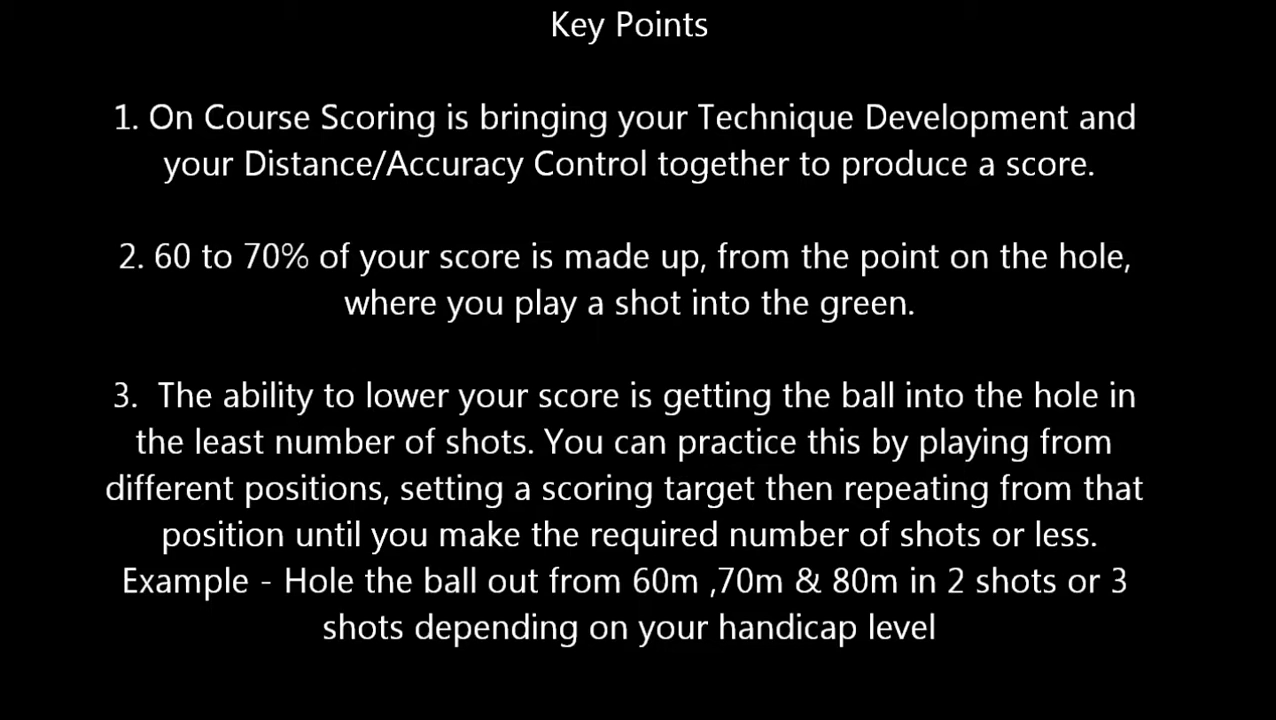 Key Points
1. On Course Scoring is bringing your Technique Development and
your Distance/Accuracy Control together to produce a score.
2. 60 to 70% of your score is made up, from the point on the hole,
where you play a shot into the green.
3.  The ability to lower your score is getting the ball into the hole in
the least number of shots. You can practice this by playing from
different positions, setting a scoring target then repeating from that
position until you make the required number of shots or less.
Example - Hole the ball out from 60m ,70m & 80m in 2 shots or 3
shots depending on your handicap level